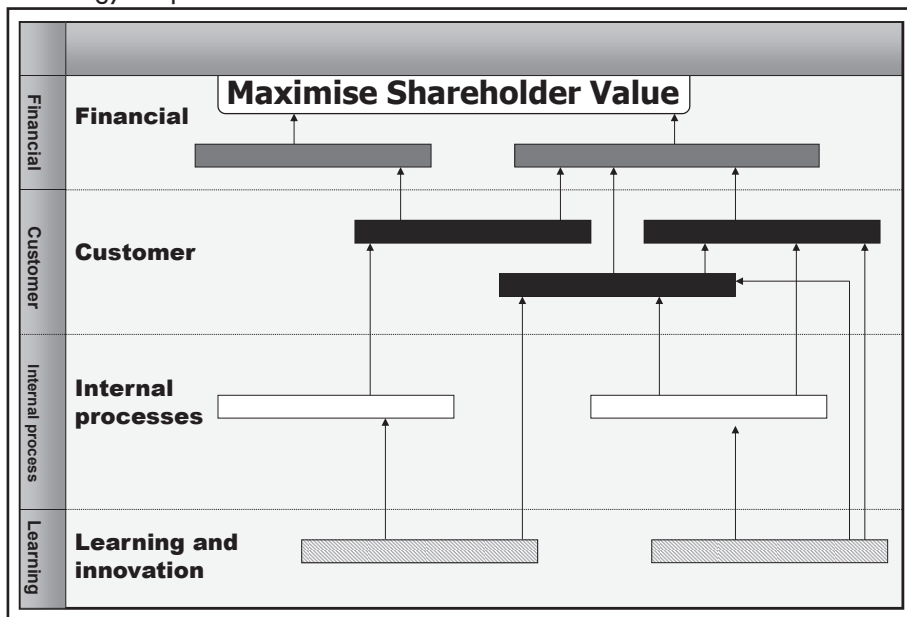 Maximise Shareholder Value
Financial
Financial
Customer
Customer
Internal process
Internal
processes
Learning
Learning and
innovation